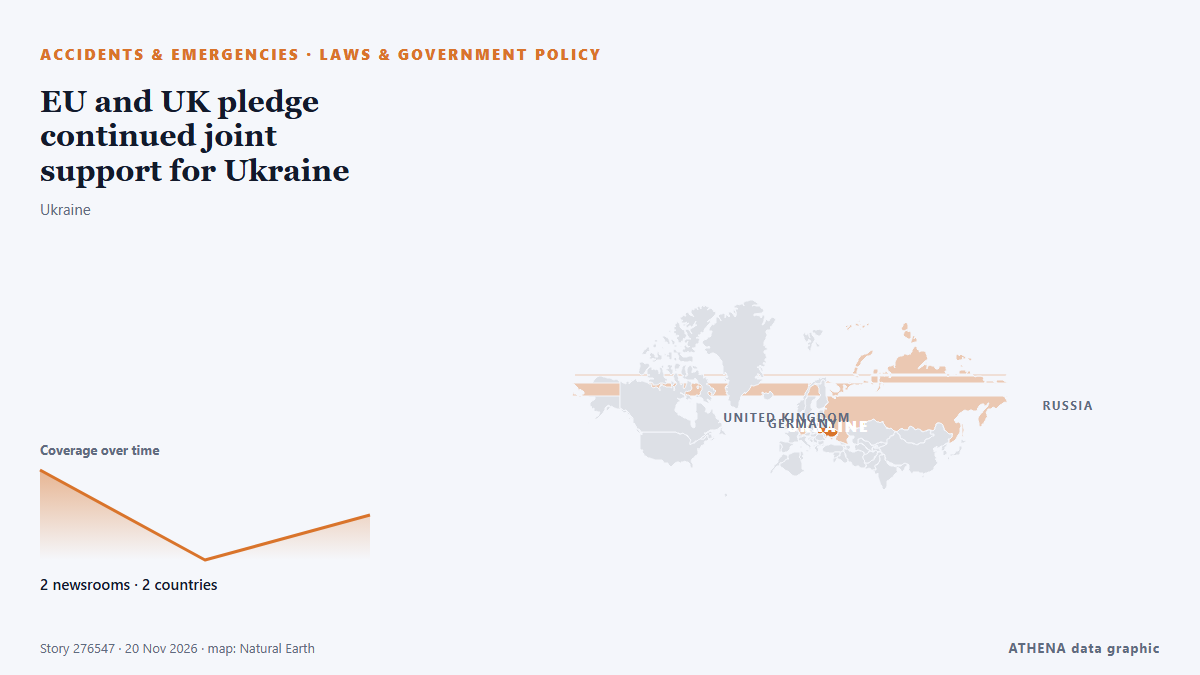 ACCIDENTS & EMERGENCIES · LAWS & GOVERNMENT POLICY
EU and UK pledge
continued joint
support for Ukraine
Ukraine
RUSSIA
UNITED KINGDOM
GERMANY
Coverage over time
2 newsrooms · 2 countries
Story 276547 · 20 Nov 2026 · map: Natural Earth
ATHENA data graphic